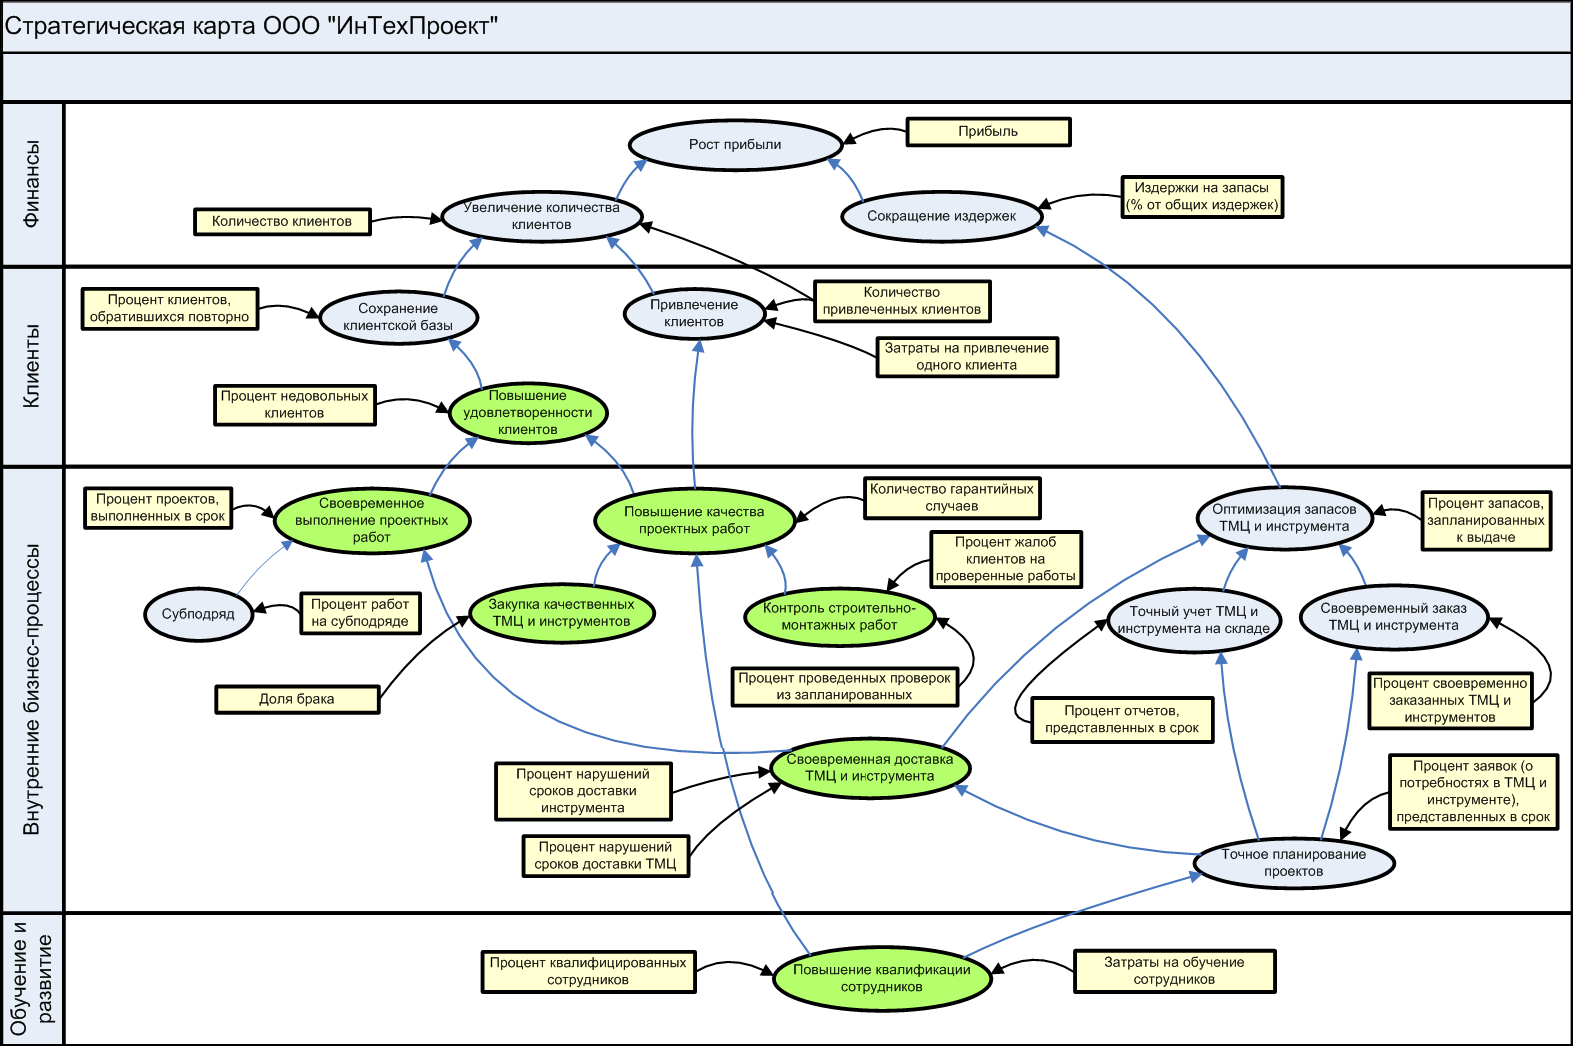 Стратегическая карта ООО "ИнТехПроект"
Финансы
Рост прибыли
Прибыль
Увеличение количества
клиентов
Количество клиентов
Сокращение издержек
Издержки на запасы
(% от общих издержек)
Клиенты
Процент клиентов,
обратившихся повторно
Сохранение
клиентской базы
Привлечение
клиентов
Количество
привлеченных клиентов
Затраты на привлечение
одного клиента
Процент недовольных
клиентов
Повышение
удовлетворенности
клиентов
Внутренние бизнес-процессы
Процент проектов,
выполненных в срок
Своевременное
выполнение проектных
работ
Повышение качества
проектных работ
Количество гарантийных
случаев
Оптимизация запасов
ТМЦ и инструмента
Процент запасов,
запланированных
к выдаче
Процент жалоб
клиентов на
проверенные работы
Субподряд
Процент работ
на субподряде
Закупка качественных
ТМЦ и инструментов
Контроль строительно-
монтажных работ
Точный учет ТМЦ и
инструмента на складе
Своевременный заказ
ТМЦ и инструмента
Доля брака
Процент проведенных проверок
из запланированных
Процент отчетов,
представленных в срок
Процент своевременно
заказанных ТМЦ и
инструментов
Процент нарушений
сроков доставки
инструмента
Своевременная доставка
ТМЦ и инструмента
Процент заявок (о
потребностях в ТМЦ и
инструменте),
представленных в срок
Процент нарушений
сроков доставки ТМЦ
Точное планирование
проектов
Обучение и
развитие
Процент квалифицированных
сотрудников
Повышение квалификации
сотрудников
Затраты на обучение
сотрудников